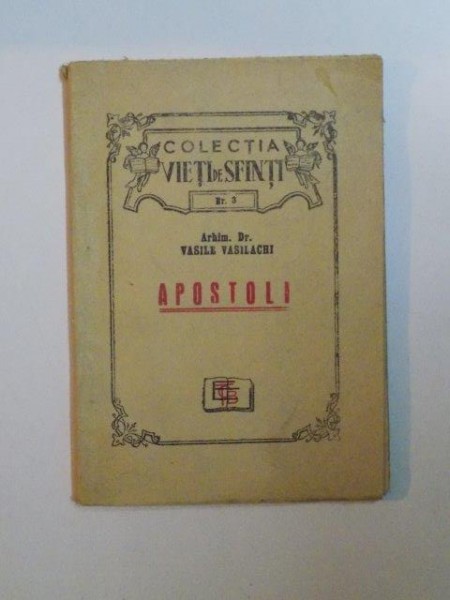 COLECȚIA
VIEȚI DE SFINȚI
Nr. 3
Arhim. Dr.
VASILE VASILACHI
APOSTOLI